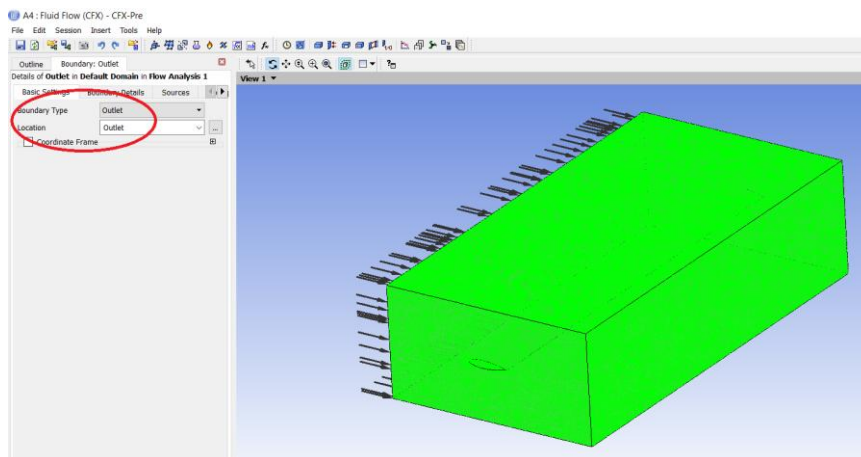 A4 : Fluid Flow (CFX) - CFX-Pre
File Edit Session Insert Tools Help
Outline Boundary: Outlet
Details of Outlet in Default Domain in Flow Analysis 1
Basic Settings Boundary Details Sources
Boundary Type Outlet
Location Outlet ...
Coordinate Frame
View 1